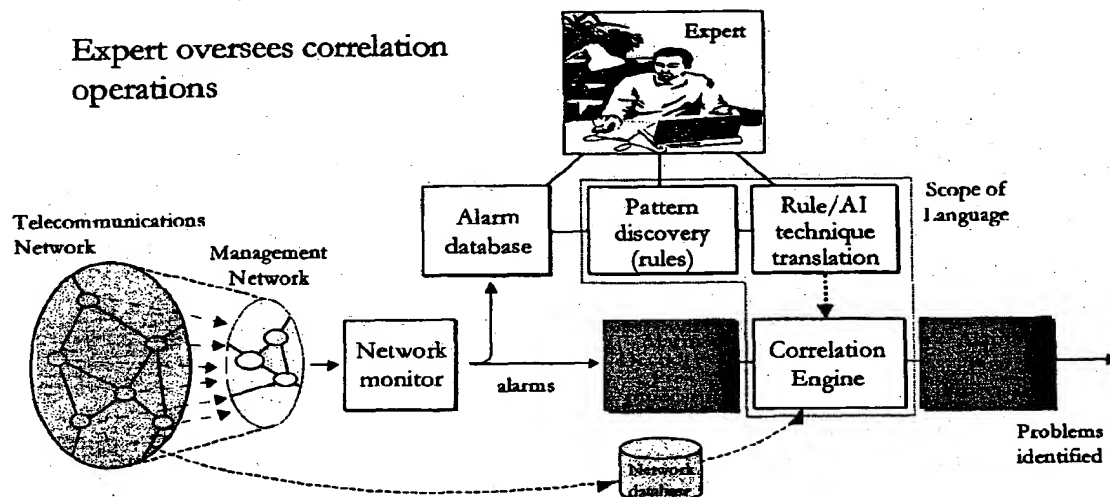 Expert oversees correlation
operations
Expert
Telecommunications
Network
Management
Network
Alarm
database
Pattern
discovery
(rules)
Rule/AI
technique
translation
Scope of
Language
Network
monitor
alarms
Correlation
Engine
Problems
identified
Network
database